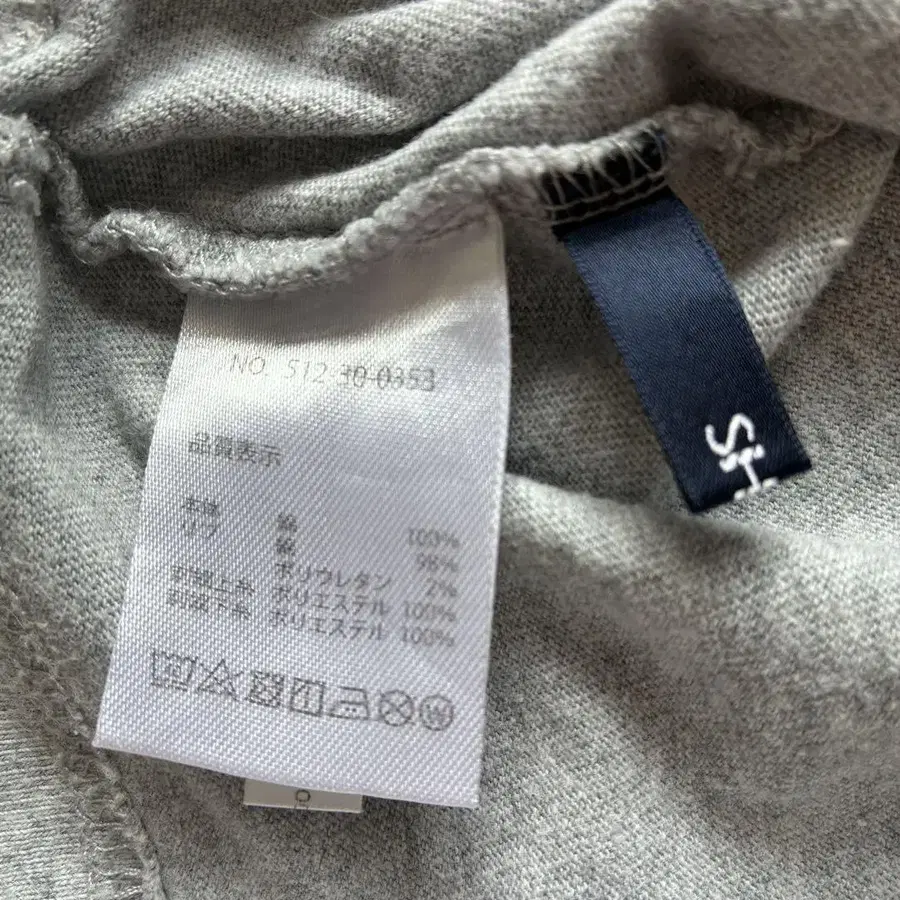 NO. 512-30-0353
品質表示
本体 綿 100%
リブ 綿 98%
ポリウレタン 2%
刺繍上糸 ポリエステル 100%
刺繍下糸 ポリエステル 100%
SH